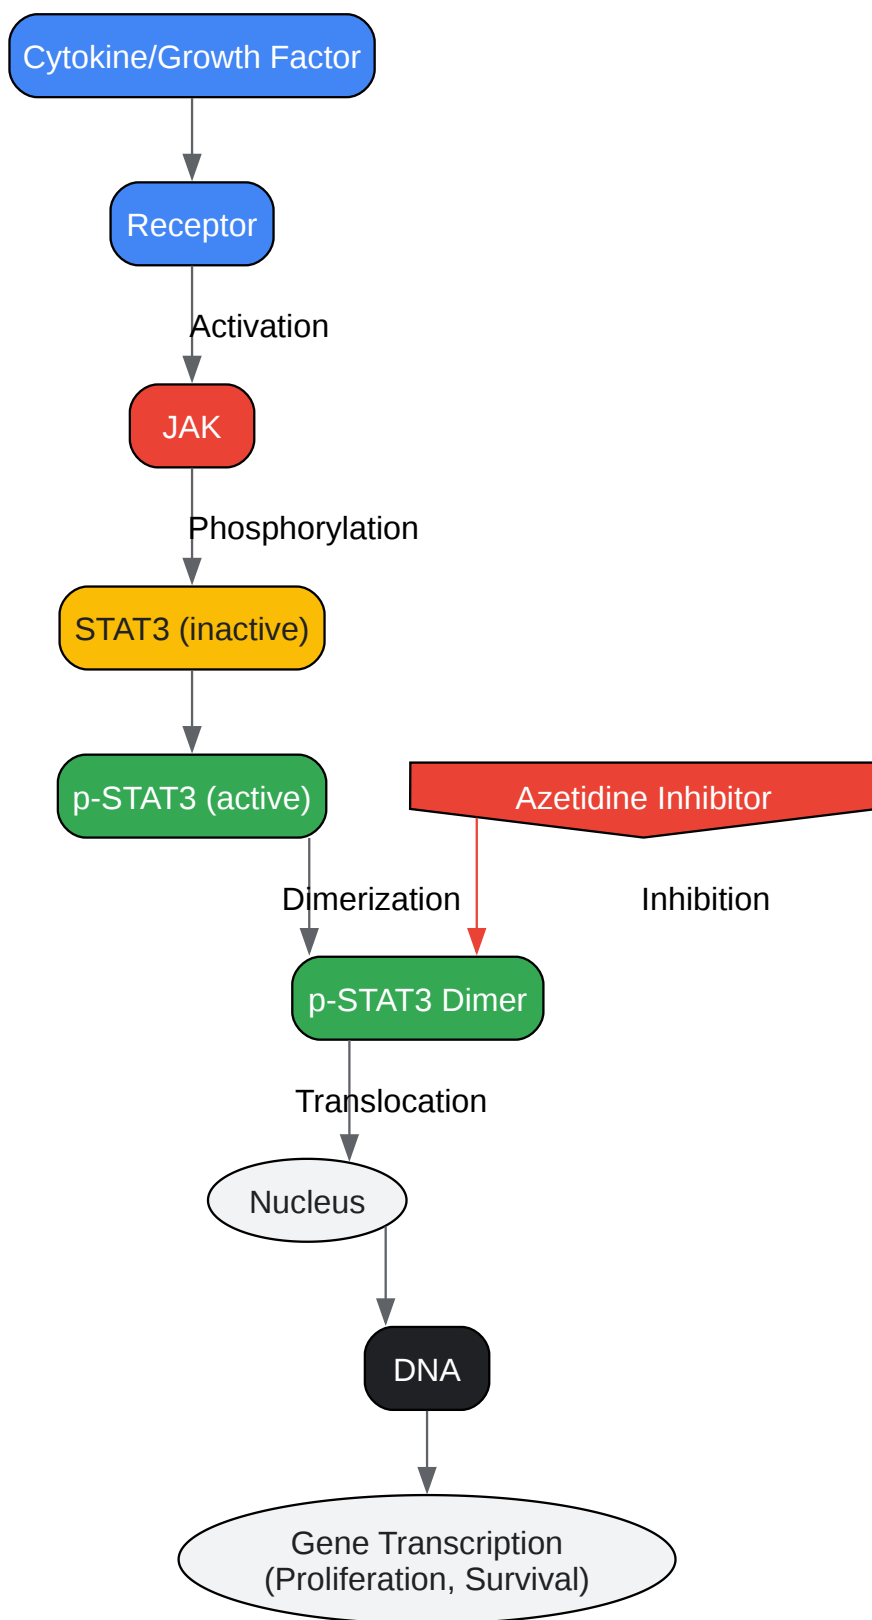 Cytokine/Growth Factor
Receptor
Activation
JAK
Phosphorylation
STAT3 (inactive)
p-STAT3 (active)
Azetidine Inhibitor
Dimerization
Inhibition
p-STAT3 Dimer
Translocation
Nucleus
DNA
Gene Transcription
(Proliferation, Survival)